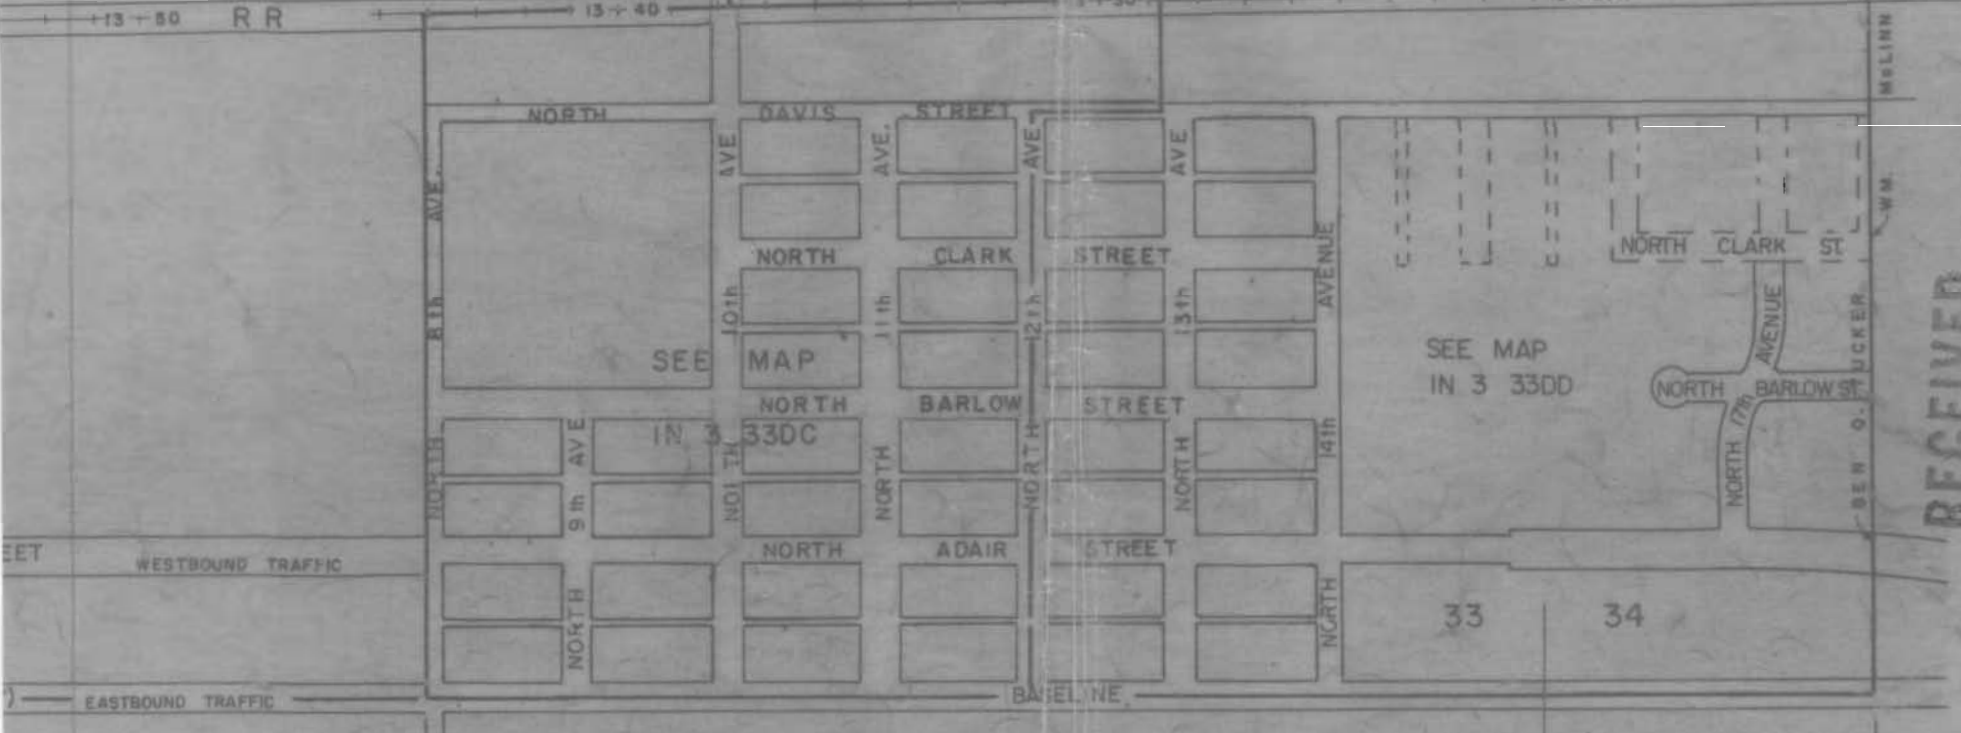 13 + 50 R R
13 + 40
McLINN
NORTH DAVIS STREET
AVE. AVE AVE. AVE. AVE
WM.
NORTH CLARK STREET
AVENUE
NORTH CLARK ST.
8th 10th 11th 12th 13th
AVENUE
TUCKER
RECEIVED
SEE MAP
SEE MAP
IN 3 33DD
NORTH BARLOW ST.
NORTH BARLOW STREET
17th
IN 3 33DC
AVE
14th
BEN Q.
NORTH NORTH NORTH NORTH NORTH
9th
NORTH
EET
WESTBOUND TRAFFIC
NORTH ADAIR STREET
NORTH
NORTH
33 34
EASTBOUND TRAFFIC
BASELINE